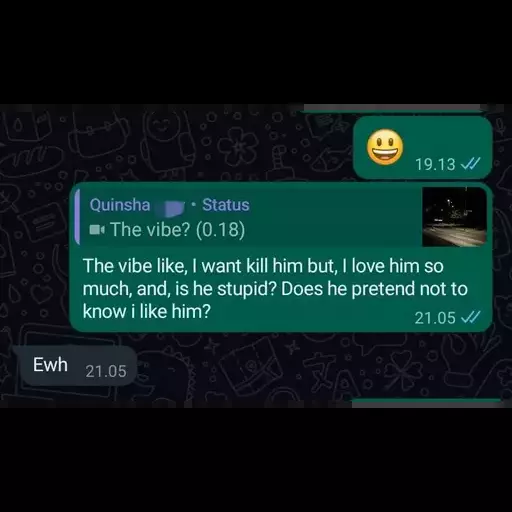 😃
19.13
Quinsha • Status
The vibe? (0.18)
The vibe like, I want kill him but, I love him so
much, and, is he stupid? Does he pretend not to
know i like him?
21.05
Ewh
21.05